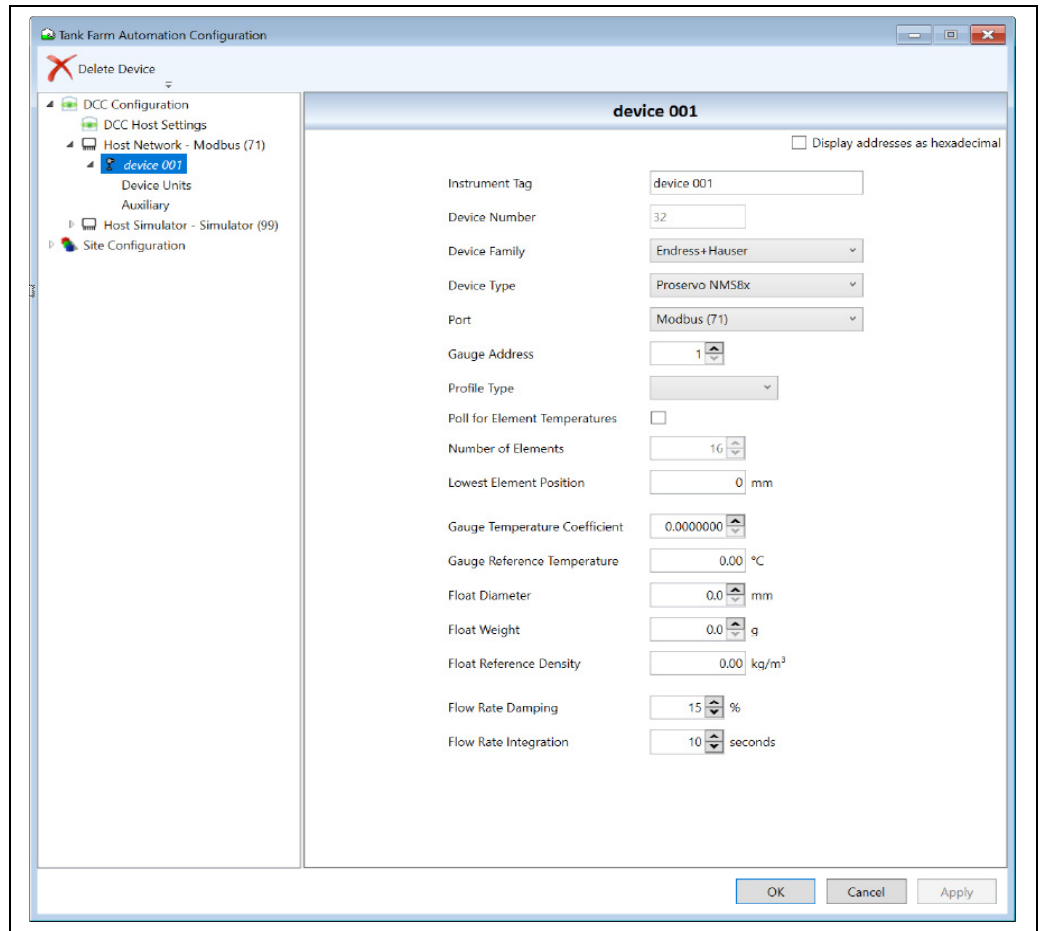 Tank Farm Automation Configuration
Delete Device
DCC Configuration
DCC Host Settings
Host Network - Modbus (71)
device 001
Device Units
Auxiliary
Host Simulator - Simulator (99)
Site Configuration
device 001
Display addresses as hexadecimal
Instrument Tag device 001
Device Number 32
Device Family Endress+Hauser
Device Type Proservo NMS8x
Port Modbus (71)
Gauge Address 1
Profile Type
Poll for Element Temperatures
Number of Elements 16
Lowest Element Position 0 mm
Gauge Temperature Coefficient 0.0000000
Gauge Reference Temperature 0.00 °C
Float Diameter 0.0 mm
Float Weight 0.0 g
Float Reference Density 0.00 kg/m³
Flow Rate Damping 15 %
Flow Rate Integration 10 seconds
OK Cancel Apply